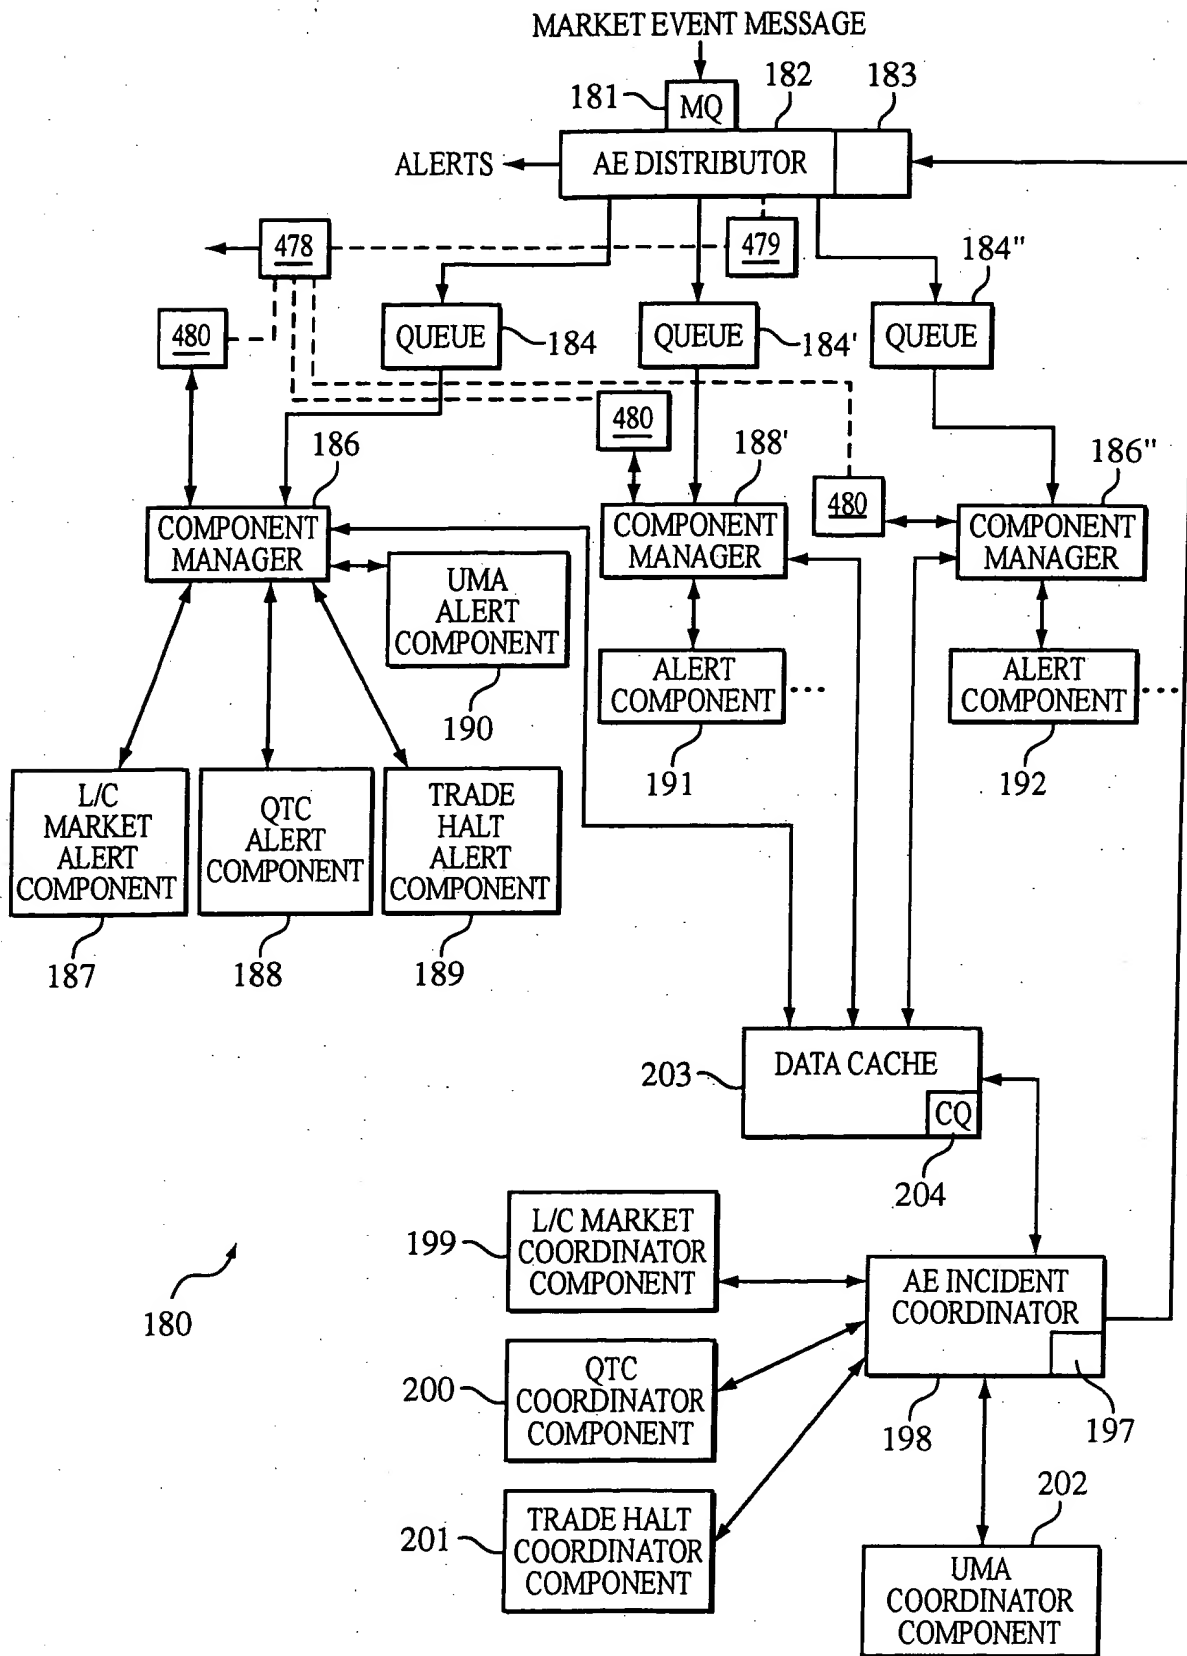 MARKET EVENT MESSAGE
181
MQ
182
183
ALERTS
AE DISTRIBUTOR
478
479
184"
480
QUEUE
184
QUEUE
184'
QUEUE
480
186
188'
186"
480
COMPONENT
MANAGER
COMPONENT
MANAGER
COMPONENT
MANAGER
UMA
ALERT
COMPONENT
190
ALERT
COMPONENT
...
191
ALERT
COMPONENT
...
192
L/C
MARKET
ALERT
COMPONENT
187
QTC
ALERT
COMPONENT
188
TRADE
HALT
ALERT
COMPONENT
189
203
DATA CACHE
CQ
204
199
L/C MARKET
COORDINATOR
COMPONENT
AE INCIDENT
COORDINATOR
180
200
QTC
COORDINATOR
COMPONENT
198
197
201
TRADE HALT
COORDINATOR
COMPONENT
202
UMA
COORDINATOR
COMPONENT